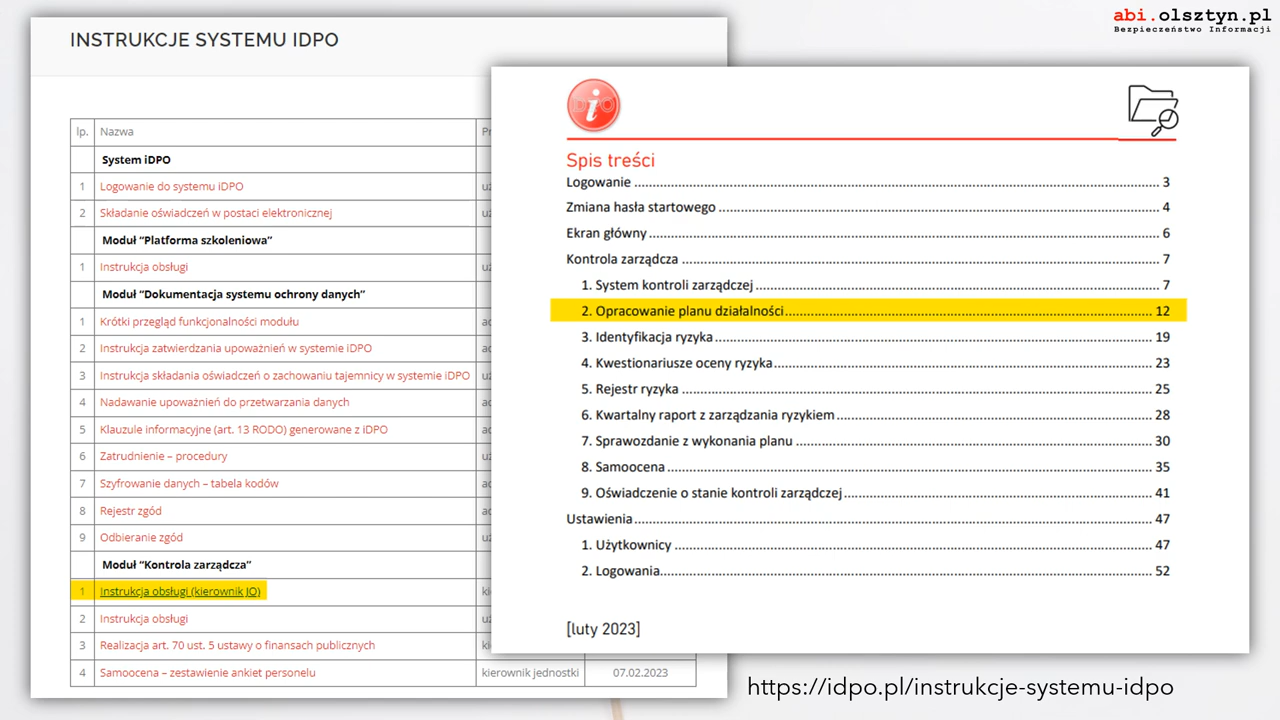 abi.olsztyn.pl
Bezpieczeństwo Informacji
INSTRUKCJE SYSTEMU IDPO
lp. Nazwa
System iDPO
1 Logowanie do systemu iDPO
2 Składanie oświadczeń w postaci elektronicznej
Moduł “Platforma szkoleniowa”
1 Instrukcja obsługi
Moduł “Dokumentacja systemu ochrony danych”
1 Krótki przegląd funkcjonalności modułu
2 Instrukcja zatwierdzania upoważnień w systemie iDPO
3 Instrukcja składania oświadczeń o zachowaniu tajemnicy w systemie iDPO
4 Nadawanie upoważnień do przetwarzania danych
5 Klauzule informacyjne (art. 13 RODO) generowane z iDPO
6 Zatrudnienie – procedury
7 Szyfrowanie danych – tabela kodów
8 Rejestr zgód
9 Odbieranie zgód
Moduł “Kontrola zarządcza”
1 Instrukcja obsługi (kierownik JO)
2 Instrukcja obsługi
3 Realizacja art. 70 ust. 5 ustawy o finansach publicznych
4 Samoocena – zestawienie ankiet personelu kierownik jednostki 07.02.2023
Spis treści
Logowanie 3
Zmiana hasła startowego 4
Ekran główny 6
Kontrola zarządcza 7
1. System kontroli zarządczej 7
2. Opracowanie planu działalności 12
3. Identyfikacja ryzyka 19
4. Kwestionariusze oceny ryzyka 23
5. Rejestr ryzyka 25
6. Kwartalny raport z zarządzania ryzykiem 28
7. Sprawozdanie z wykonania planu 30
8. Samoocena 35
9. Oświadczenie o stanie kontroli zarządczej 41
Ustawienia 47
1. Użytkownicy 47
2. Logowania 52
[luty 2023]
https://idpo.pl/instrukcje-systemu-idpo